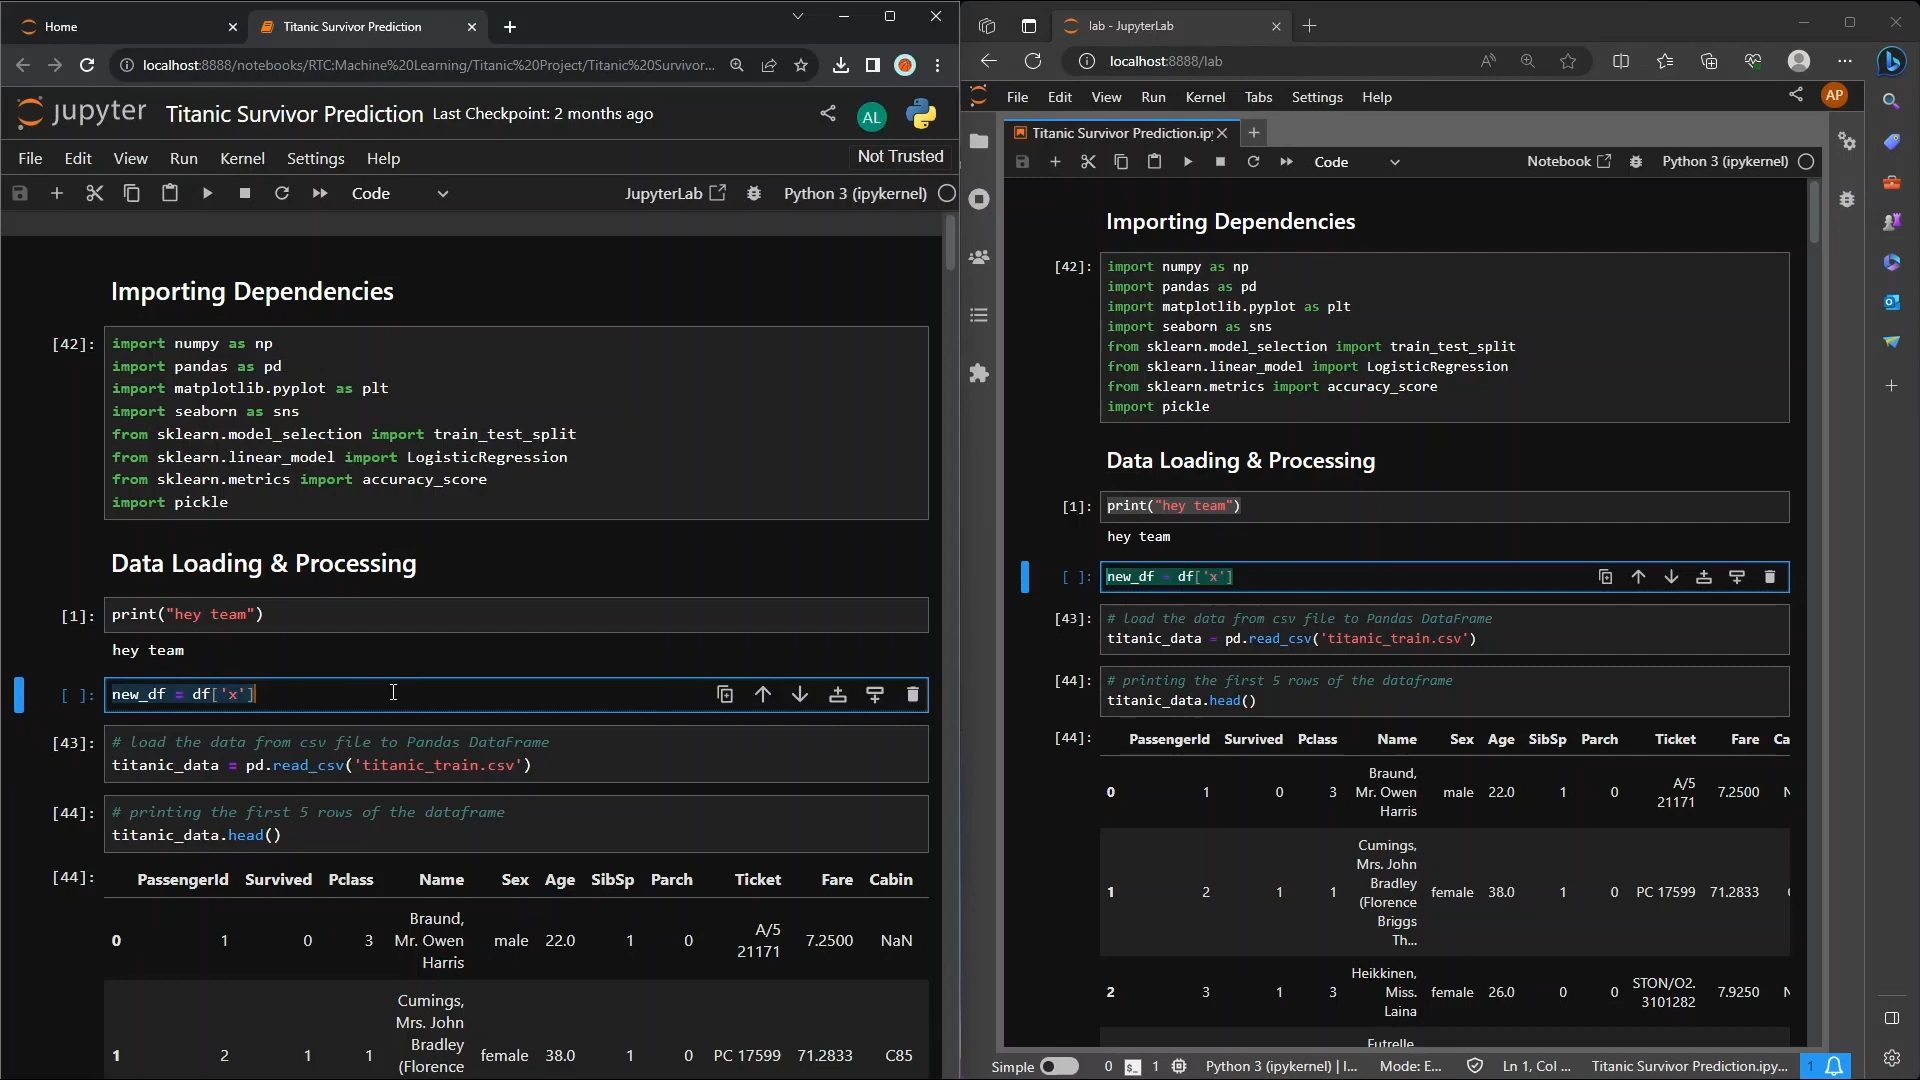 Home
Titanic Survivor Prediction
localhost:8888/notebooks/RTC:Machine%20Learning/Titanic%20Project/Titanic%20Survivor...
jupyter Titanic Survivor Prediction Last Checkpoint: 2 months ago
AL
File Edit View Run Kernel Settings Help
Not Trusted
Code
JupyterLab
Python 3 (ipykernel)
Importing Dependencies
[42]:
import numpy as np
import pandas as pd
import matplotlib.pyplot as plt
import seaborn as sns
from sklearn.model_selection import train_test_split
from sklearn.linear_model import LogisticRegression
from sklearn.metrics import accuracy_score
import pickle
Data Loading & Processing
[1]: print("hey team")
hey team
[ ]: new_df = df['x']
[43]: # load the data from csv file to Pandas DataFrame
titanic_data = pd.read_csv('titanic_train.csv')
[44]: # printing the first 5 rows of the dataframe
titanic_data.head()
[44]: PassengerId Survived Pclass Name Sex Age SibSp Parch Ticket Fare Cabin
Braund,
0 1 0 3 Mr. Owen male 22.0 1 0 A/5 21171 7.2500 NaN
Harris
Cumings,
Mrs. John
Bradley
1 2 1 1 (Florence female 38.0 1 0 PC 17599 71.2833 C85
lab - JupyterLab
localhost:8888/lab
File Edit View Run Kernel Tabs Settings Help
AP
Titanic Survivor Prediction.ip
Code
Notebook
Python 3 (ipykernel)
Importing Dependencies
[42]:
import numpy as np
import pandas as pd
import matplotlib.pyplot as plt
import seaborn as sns
from sklearn.model_selection import train_test_split
from sklearn.linear_model import LogisticRegression
from sklearn.metrics import accuracy_score
import pickle
Data Loading & Processing
[1]: print("hey team")
hey team
[ ]: new_df = df['x']
[43]: # load the data from csv file to Pandas DataFrame
titanic_data = pd.read_csv('titanic_train.csv')
[44]: # printing the first 5 rows of the dataframe
titanic_data.head()
[44]: PassengerId Survived Pclass Name Sex Age SibSp Parch Ticket Fare Ca
Braund,
0 1 0 3 Mr. Owen male 22.0 1 0 A/5 21171 7.2500 N
Harris
Cumings,
Mrs. John
Bradley
1 2 1 1 (Florence female 38.0 1 0 PC 17599 71.2833
Briggs
Th...
Heikkinen,
2 3 1 3 Miss. female 26.0 0 0 STON/O2. 3101282 7.9250 N
Laina
Futrelle,
Simple 0 1 Python 3 (ipykernel) | I... Mode: E... Ln 1, Col ... Titanic Survivor Prediction.ipy... 1